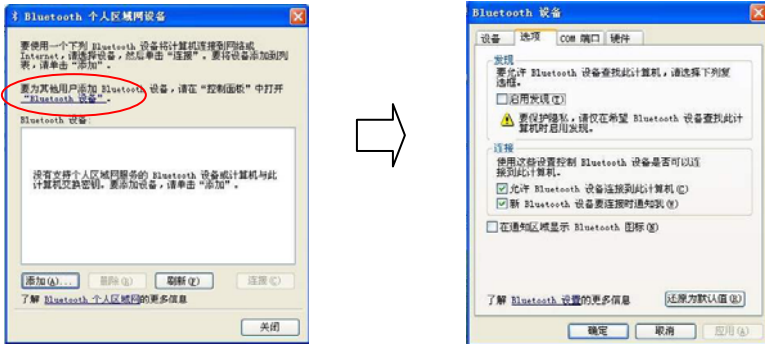 Bluetooth 个人区域网设备
要使用一个下列 Bluetooth 设备将计算机连接到网络或
Internet，请选择设备，然后单击“连接”。要将设备添加到列
表，请单击“添加”。
要为其他用户添加 Bluetooth 设备，请在“控制面板”中打开
“Bluetooth 设备”。
Bluetooth 设备:
没有支持个人区域网服务的 Bluetooth 设备或计算机与此
计算机交换密钥。要添加设备，请单击“添加”。
添加(A)... 删除(D) 刷新(F) 连接(C)
了解 Bluetooth 个人区域网的更多信息
关闭
Bluetooth 设备
设备 选项 COM 端口 硬件
发现
要允许 Bluetooth 设备查找此计算机，请选择下列复
选框。
启用发现(T)
要保护隐私，请仅在希望 Bluetooth 设备查找此计
算机时启用发现。
连接
使用这些设置控制 Bluetooth 设备是否可以连
接到此计算机。
允许 Bluetooth 设备连接到此计算机(C)
新 Bluetooth 设备要连接时通知我(W)
在通知区域显示 Bluetooth 图标(S)
了解 Bluetooth 设置的更多信息 还原为默认值(R)
确定 取消 应用(A)